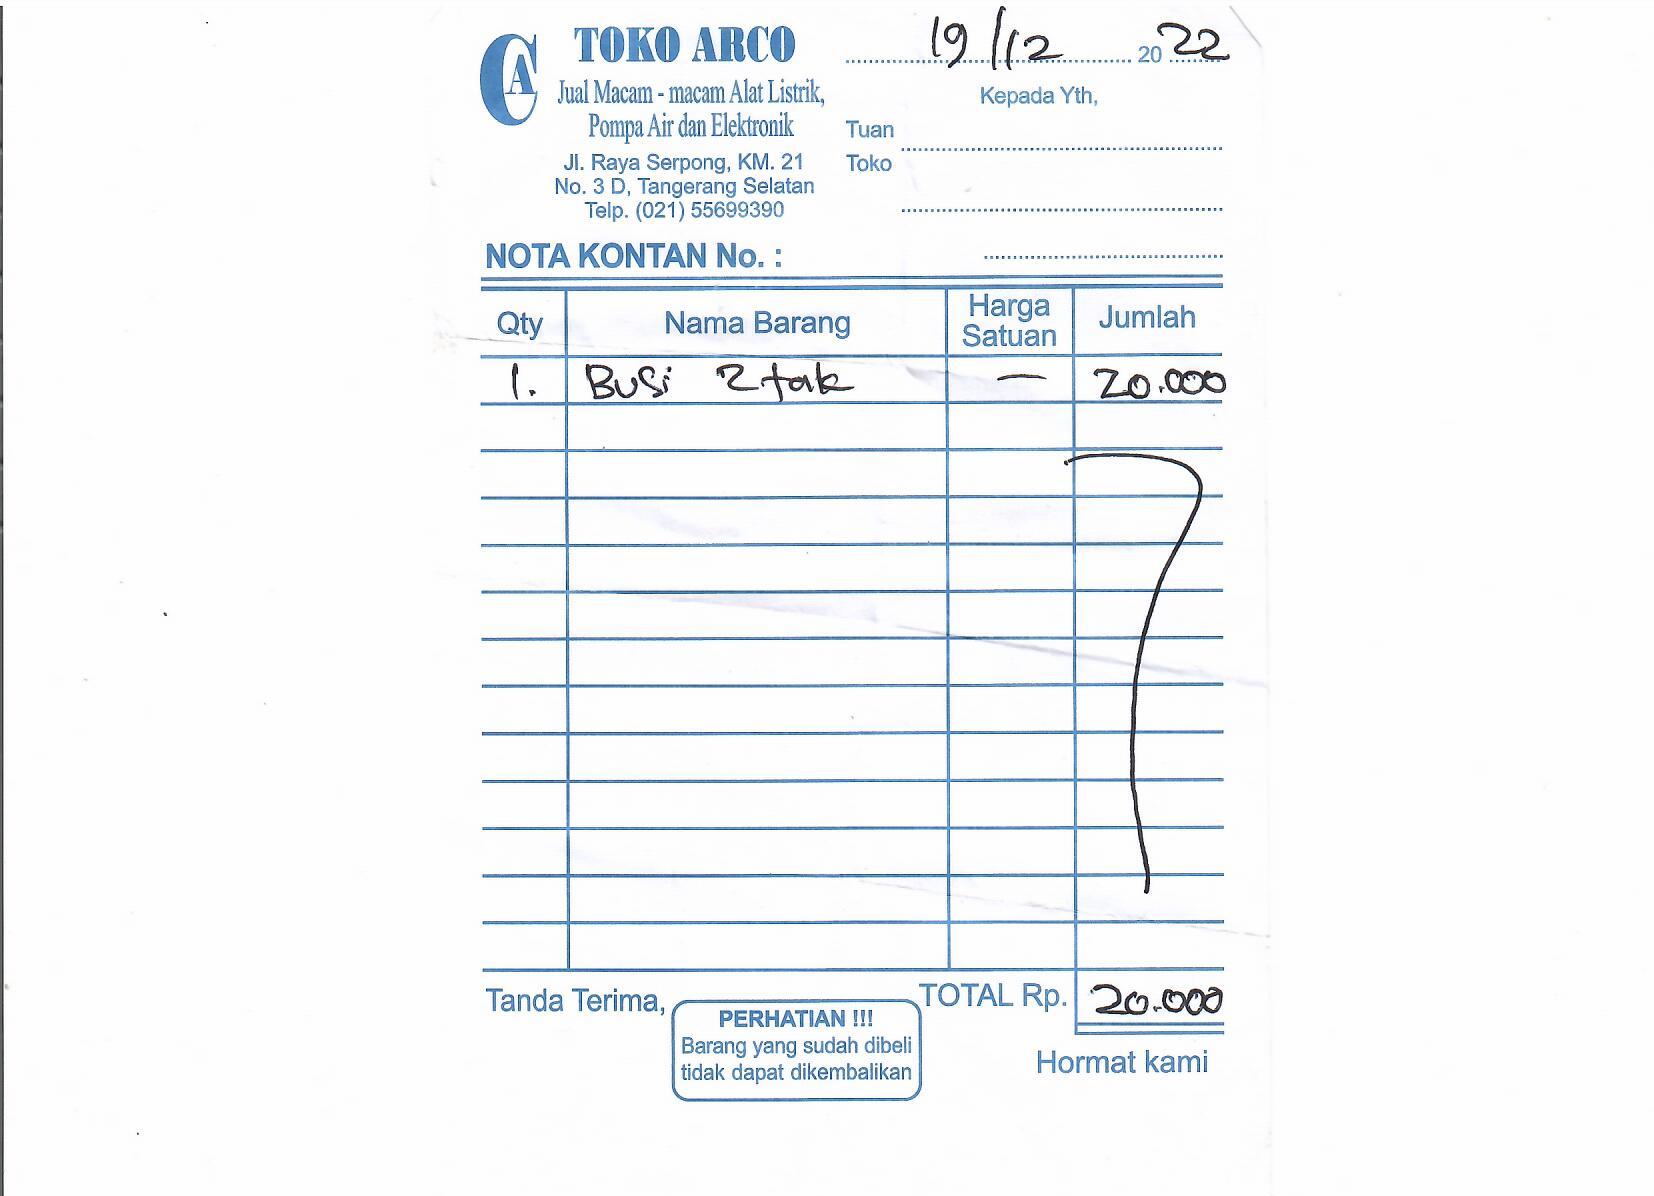 CA
TOKO ARCO
Jual Macam - macam Alat Listrik,
Pompa Air dan Elektronik
Jl. Raya Serpong, KM. 21
No. 3 D, Tangerang Selatan
Telp. (021) 55699390
19/12 2022
Kepada Yth,
Tuan
Toko
NOTA KONTAN No. :
Qty Nama Barang Harga Satuan Jumlah
1. Busi 2 tak — 20.000
Tanda Terima,
PERHATIAN !!!
Barang yang sudah dibeli
tidak dapat dikembalikan
TOTAL Rp. 20.000
Hormat kami